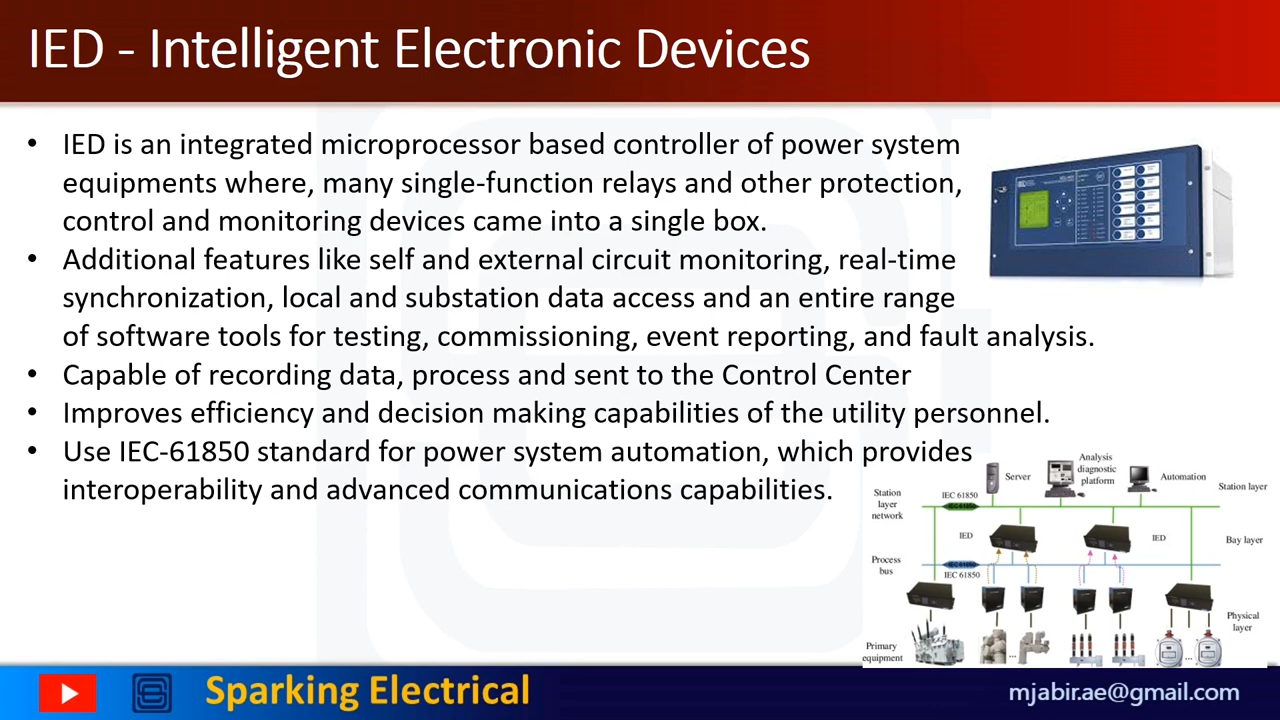 IED - Intelligent Electronic Devices
• IED is an integrated microprocessor based controller of power system
equipments where, many single-function relays and other protection,
control and monitoring devices came into a single box.
• Additional features like self and external circuit monitoring, real-time
synchronization, local and substation data access and an entire range
of software tools for testing, commissioning, event reporting, and fault analysis.
• Capable of recording data, process and sent to the Control Center
• Improves efficiency and decision making capabilities of the utility personnel.
• Use IEC-61850 standard for power system automation, which provides
interoperability and advanced communications capabilities.
Server
Analysis
diagnostic
platform
Automation
Station layer
Station
layer
network
IEC 61850
IEC 61850
IED
IED
Bay layer
Process
bus
IEC 61850
IEC 61850
Physical
layer
Primary
equipment
...
...
Sparking Electrical
mjabir.ae@gmail.com